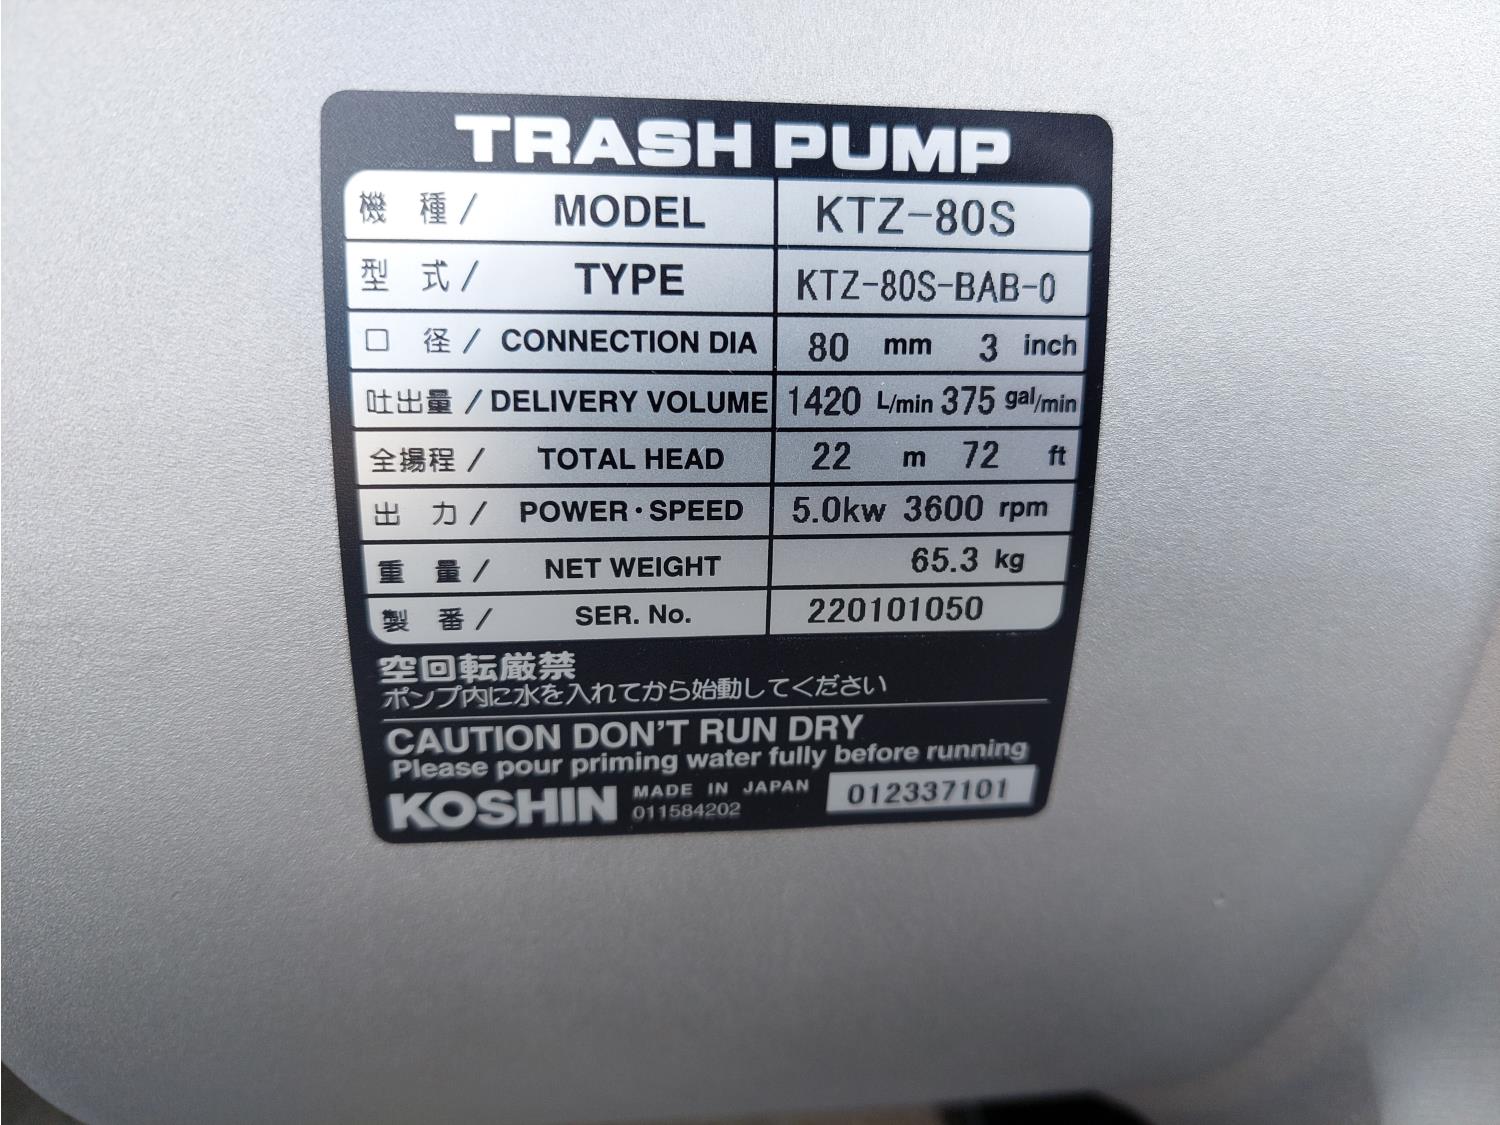 TRASH PUMP
機 種 / MODEL KTZ-80S
型 式 / TYPE KTZ-80S-BAB-0
口 径 / CONNECTION DIA 80 mm 3 inch
吐出量 / DELIVERY VOLUME 1420 L/min 375 gal/min
全揚程 / TOTAL HEAD 22 m 72 ft
出 力 / POWER・SPEED 5.0kw 3600 rpm
重 量 / NET WEIGHT 65.3 kg
製 番 / SER. No. 220101050
空回転厳禁
ポンプ内に水を入れてから始動してください
CAUTION DON'T RUN DRY
Please pour priming water fully before running
KOSHIN MADE IN JAPAN 012337101
011584202